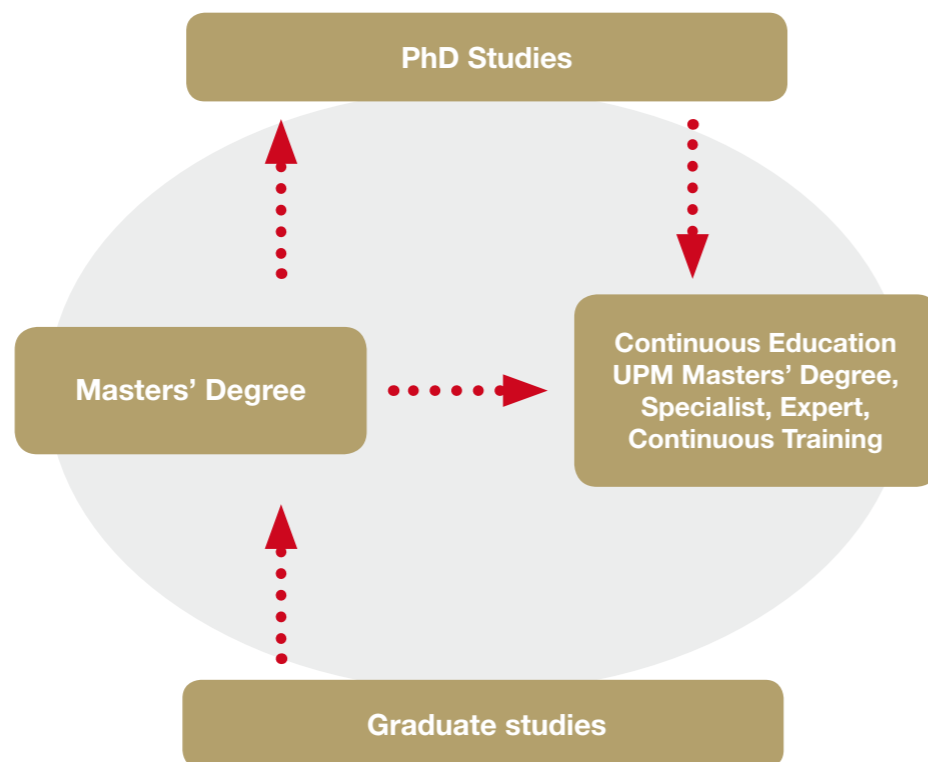 PhD Studies
Masters’ Degree
Continuous Education
UPM Masters’ Degree,
Specialist, Expert,
Continuous Training
Graduate studies